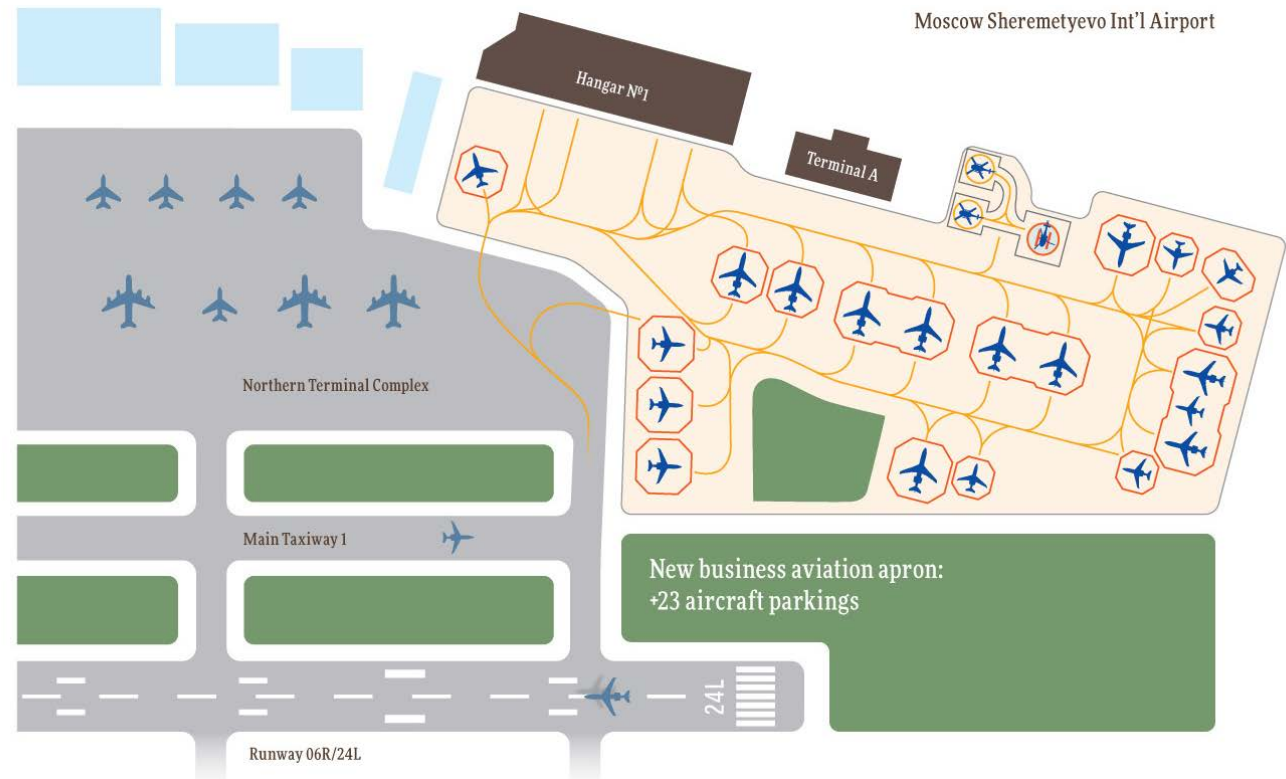 Moscow Sheremetyevo Int'l Airport
Hangar №1
Terminal A
Northern Terminal Complex
Main Taxiway 1
New business aviation apron:
+23 aircraft parkings
24L
Runway 06R/24L